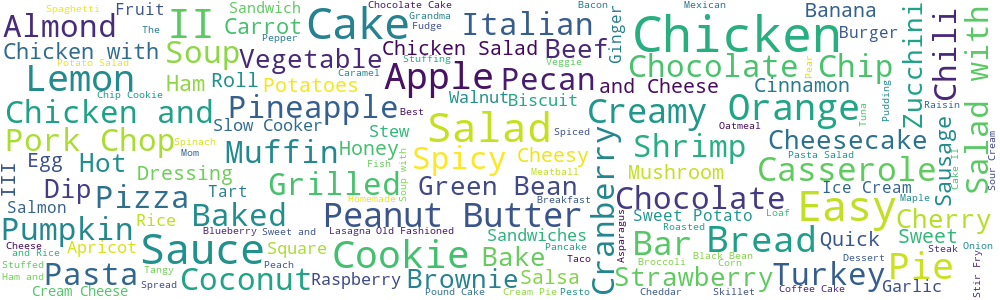 Spaghetti
Fruit
Sandwich
Chocolate Cake
Bacon
Mexican
Almond
The
II
Carrot
Cake
Grandma
Fudge
Italian
Chicken
Banana
Burger
Chicken with
Soup
Pepper
Vegetable
Chicken Salad
Stuffing
Veggie
Beef
Ginger
Zucchini
Chili
Salad With
Potato Salad
Lemon
Chip Cookie
Ham
Roll
Potatoes
Caramel
Apple
Pecan
and Cheese
Chocolate Chip
Pear
Cinnamon
Pudding
Raisin
Chicken and
Pineapple
Best
Walnut
Biscuit
Creamy
Orange
Tuna
Slow Cooker
Salad
Spiced
Oatmeal
Pork Chop
Spinach
Mom
Muffin
Stew
Honey
Fish
Soup with
Spicy
Cheesy
Meatball
Cranberry
Shrimp
Pasta Salad
Cheesecake
Sausage
Cake II
Sour Cream
III
Egg
Hot
Dressing
Grilled
Green Bean
Mushroom
Casserole
Dip
Pizza
Tart
Homemade
Breakfast
Chocolate
Ice Cream
Maple
Salmon
Rice
Baked
Peanut Butter
Asparagus
Sweet Potato
Loaf
Easy
Cherry
Pumpkin
Blueberry
Sweet and
Lasagna
Old Fashioned
Sandwiches
Roasted
Bar
Bread
Quick
Sweet
Cheese
and Rice
Apricot
Sauce
Square
Cookie
Bake
Pancake
Taco
Broccoli
Black Bean
Corn
Dessert
Steak
Onion
Stir Fry
Stuffed
Ham and
Pasta
Tangy
Peach
Coconut
Raspberry
Brownie
Salsa
Strawberry
Turkey
Pie
Cream Cheese
Spread
Pound Cake
Cream Pie
Pesto
Cheddar
Skillet
Coffee Cake
Garlic